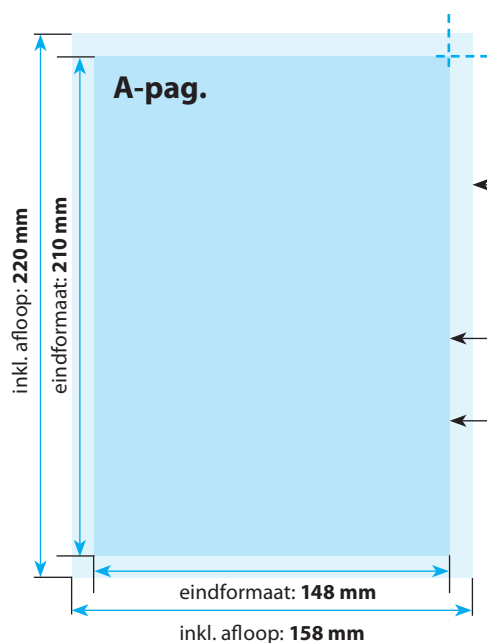 A-pag.
inkl. afloop: 220 mm
eindformaat: 210 mm
eindformaat: 148 mm
inkl. afloop: 158 mm